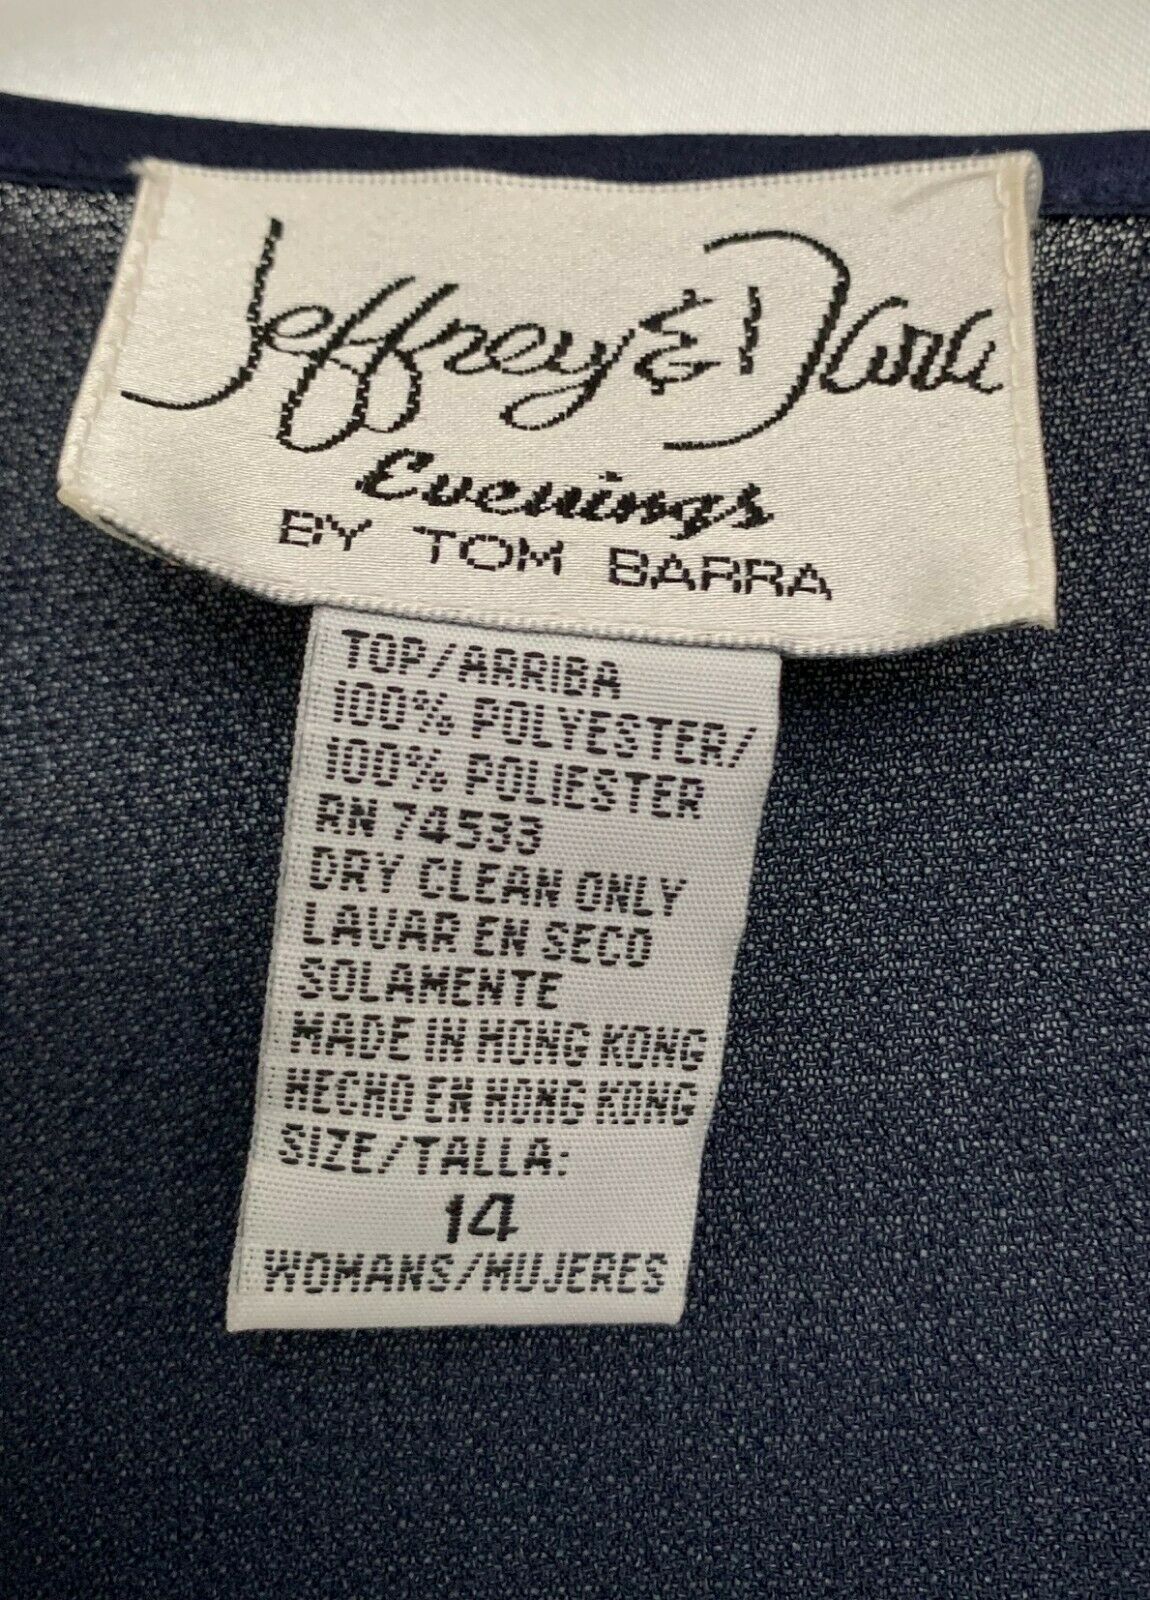 Jeffrey & Dara
Evenings
BY TOM BARRA
TOP/ARRIBA
100% POLYESTER/
100% POLIESTER
RN 74533
DRY CLEAN ONLY
LAVAR EN SECO
SOLAMENTE
MADE IN HONG KONG
HECHO EN HONG KONG
SIZE/TALLA:
14
WOMANS/MUJERES